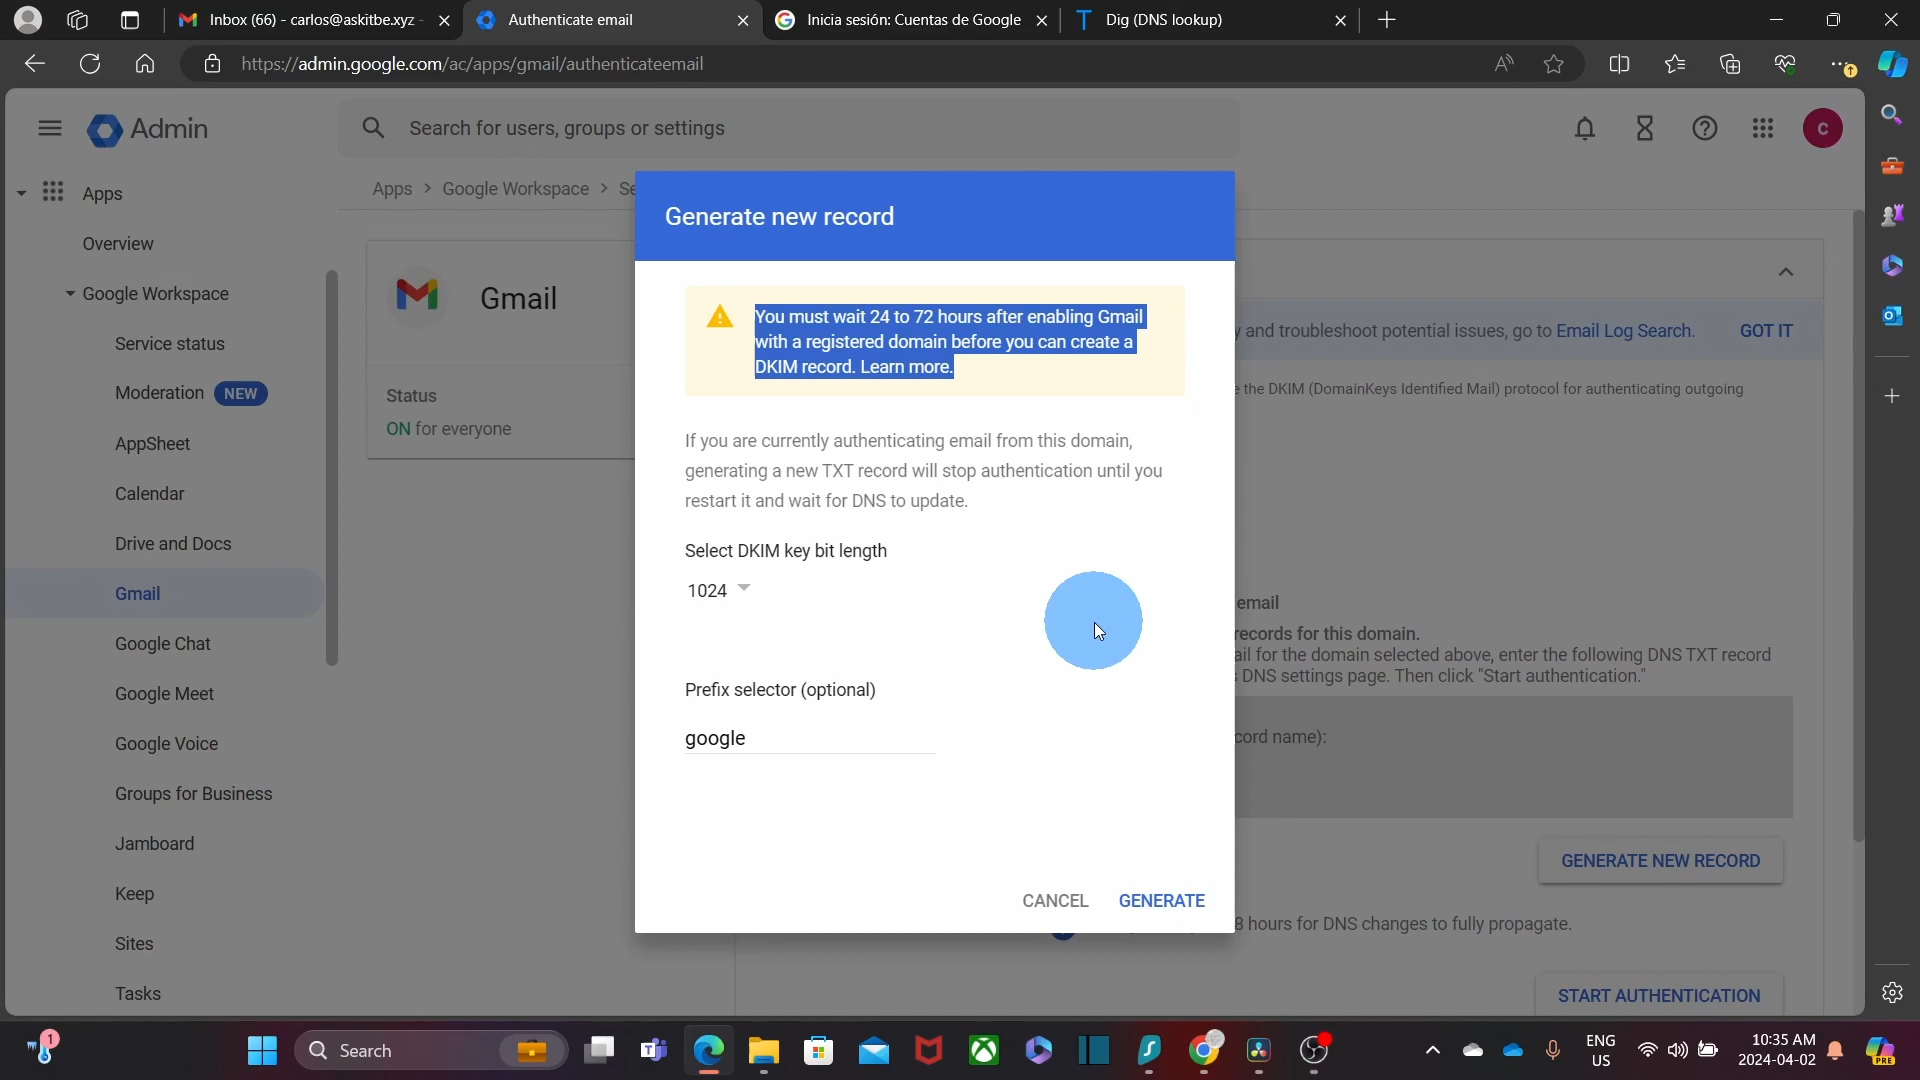 Inbox (66) - carlos@askitbe.xyz -
Authenticate email
Inicia sesión: Cuentas de Google
Dig (DNS lookup)
https://admin.google.com/ac/apps/gmail/authenticateemail
Admin
Search for users, groups or settings
C
Apps
Overview
Google Workspace
Service status
Moderation NEW
AppSheet
Calendar
Drive and Docs
Gmail
Google Chat
Google Meet
Google Voice
Groups for Business
Jamboard
Keep
Sites
Tasks
Apps > Google Workspace > Se
Gmail
Status
ON for everyone
Generate new record
You must wait 24 to 72 hours after enabling Gmail
with a registered domain before you can create a
DKIM record. Learn more.
If you are currently authenticating email from this domain,
generating a new TXT record will stop authentication until you
restart it and wait for DNS to update.
Select DKIM key bit length
1024
Prefix selector (optional)
google
CANCEL GENERATE
y and troubleshoot potential issues, go to Email Log Search. GOT IT
e the DKIM (DomainKeys Identified Mail) protocol for authenticating outgoing
email
records for this domain.
ail for the domain selected above, enter the following DNS TXT record
DNS settings page. Then click "Start authentication."
cord name):
GENERATE NEW RECORD
8 hours for DNS changes to fully propagate.
START AUTHENTICATION
1
Search
ENG
US
10:35 AM
2024-04-02
PRE